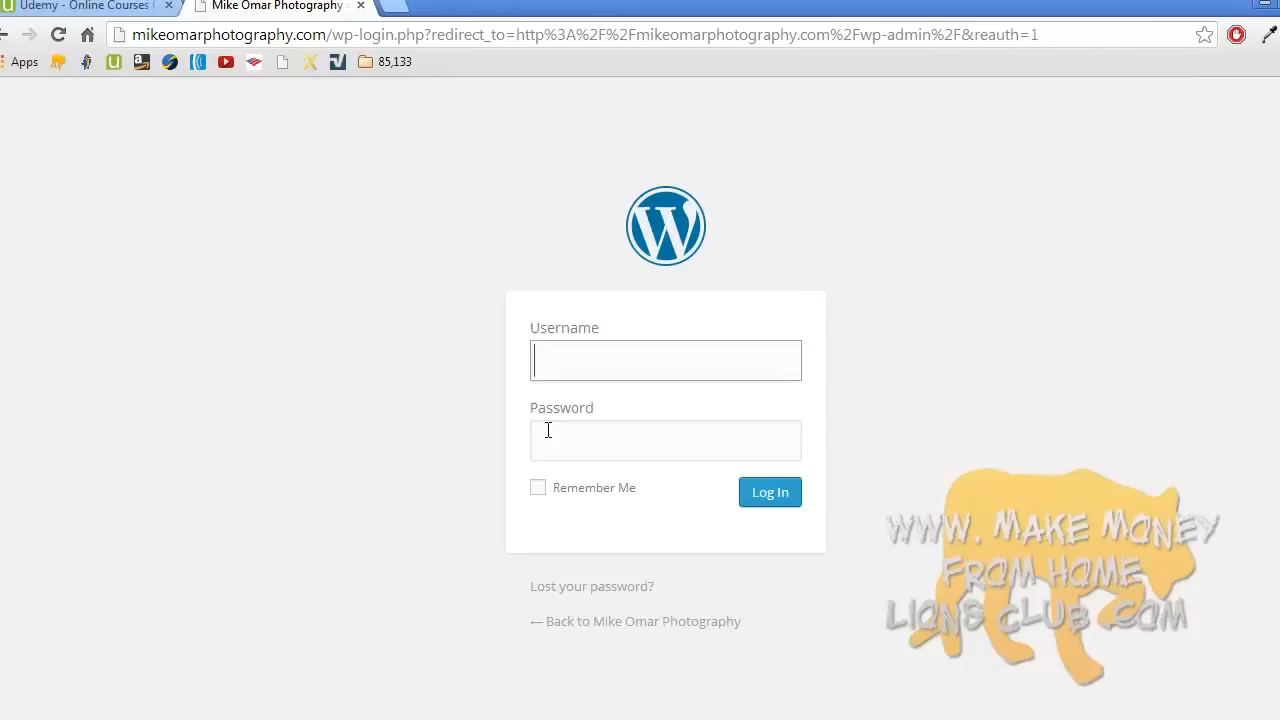 Udemy - Online Courses f
Mike Omar Photography
mikeomarphotography.com/wp-login.php?redirect_to=http%3A%2F%2Fmikeomarphotography.com%2Fwp-admin%2F&reauth=1
Apps
85,133
Username
Password
Remember Me
Log In
Lost your password?
← Back to Mike Omar Photography
WWW. MAKE MONEY
FROM HOME
LIONS CLUB .COM